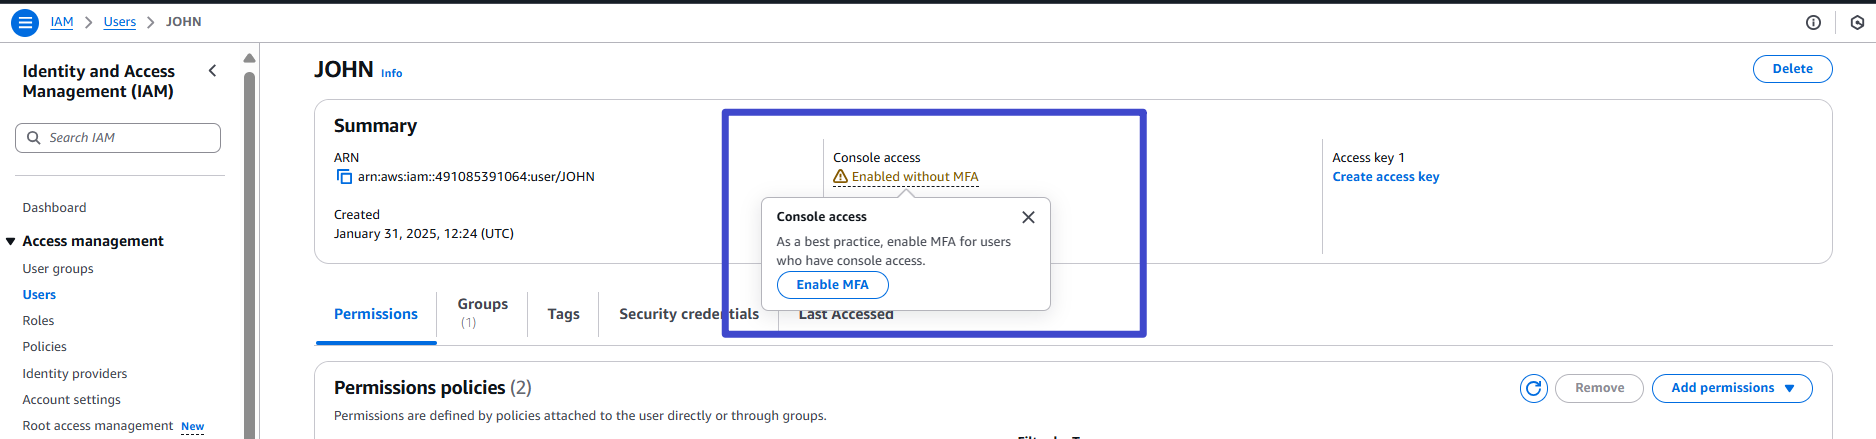 IAM > Users > JOHN
Identity and Access
Management (IAM)
Search IAM
Dashboard
Access management
User groups
Users
Roles
Policies
Identity providers
Account settings
Root access management New
JOHN Info
Delete
Summary
ARN
arn:aws:iam::491085391064:user/JOHN
Created
January 31, 2025, 12:24 (UTC)
Console access
Enabled without MFA
Console access
As a best practice, enable MFA for users
who have console access.
Enable MFA
Access key 1
Create access key
Permissions
Groups
(1)
Tags
Security credentials
Last Accessed
Permissions policies (2)
Remove
Add permissions
Permissions are defined by policies attached to the user directly or through groups.